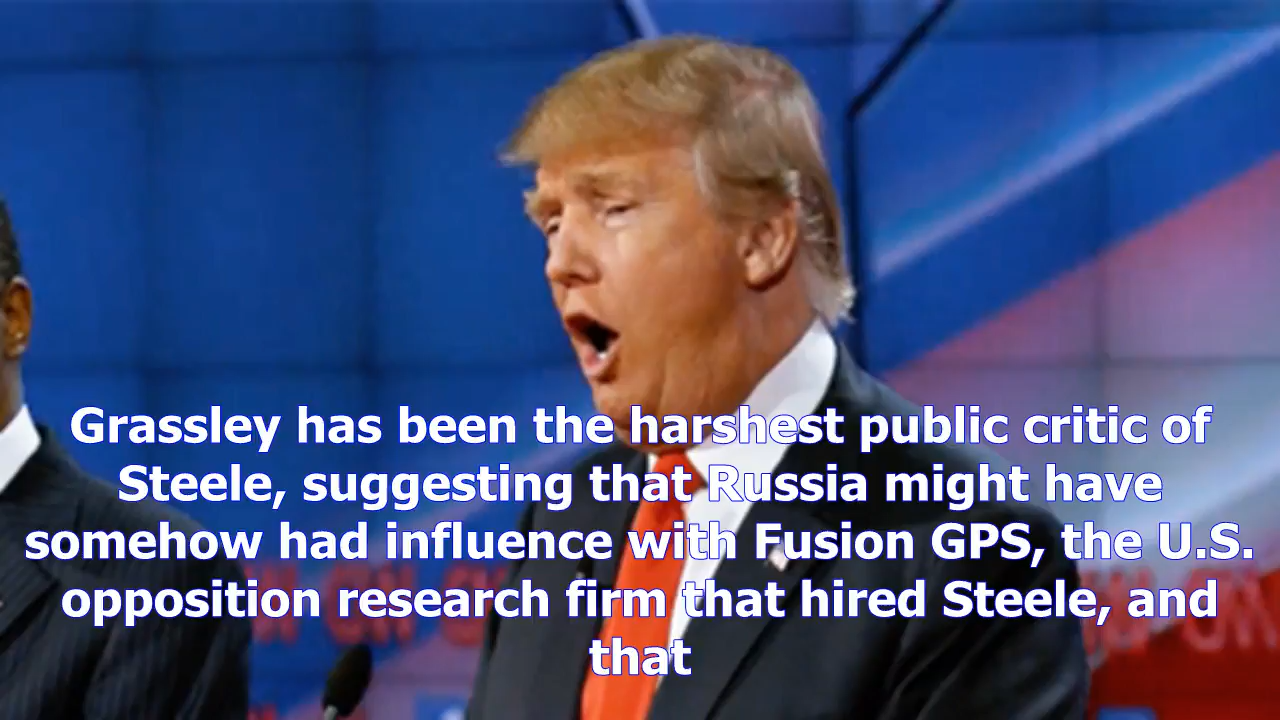 Grassley has been the harshest public critic of
Steele, suggesting that Russia might have
somehow had influence with Fusion GPS, the U.S.
opposition research firm that hired Steele, and
that